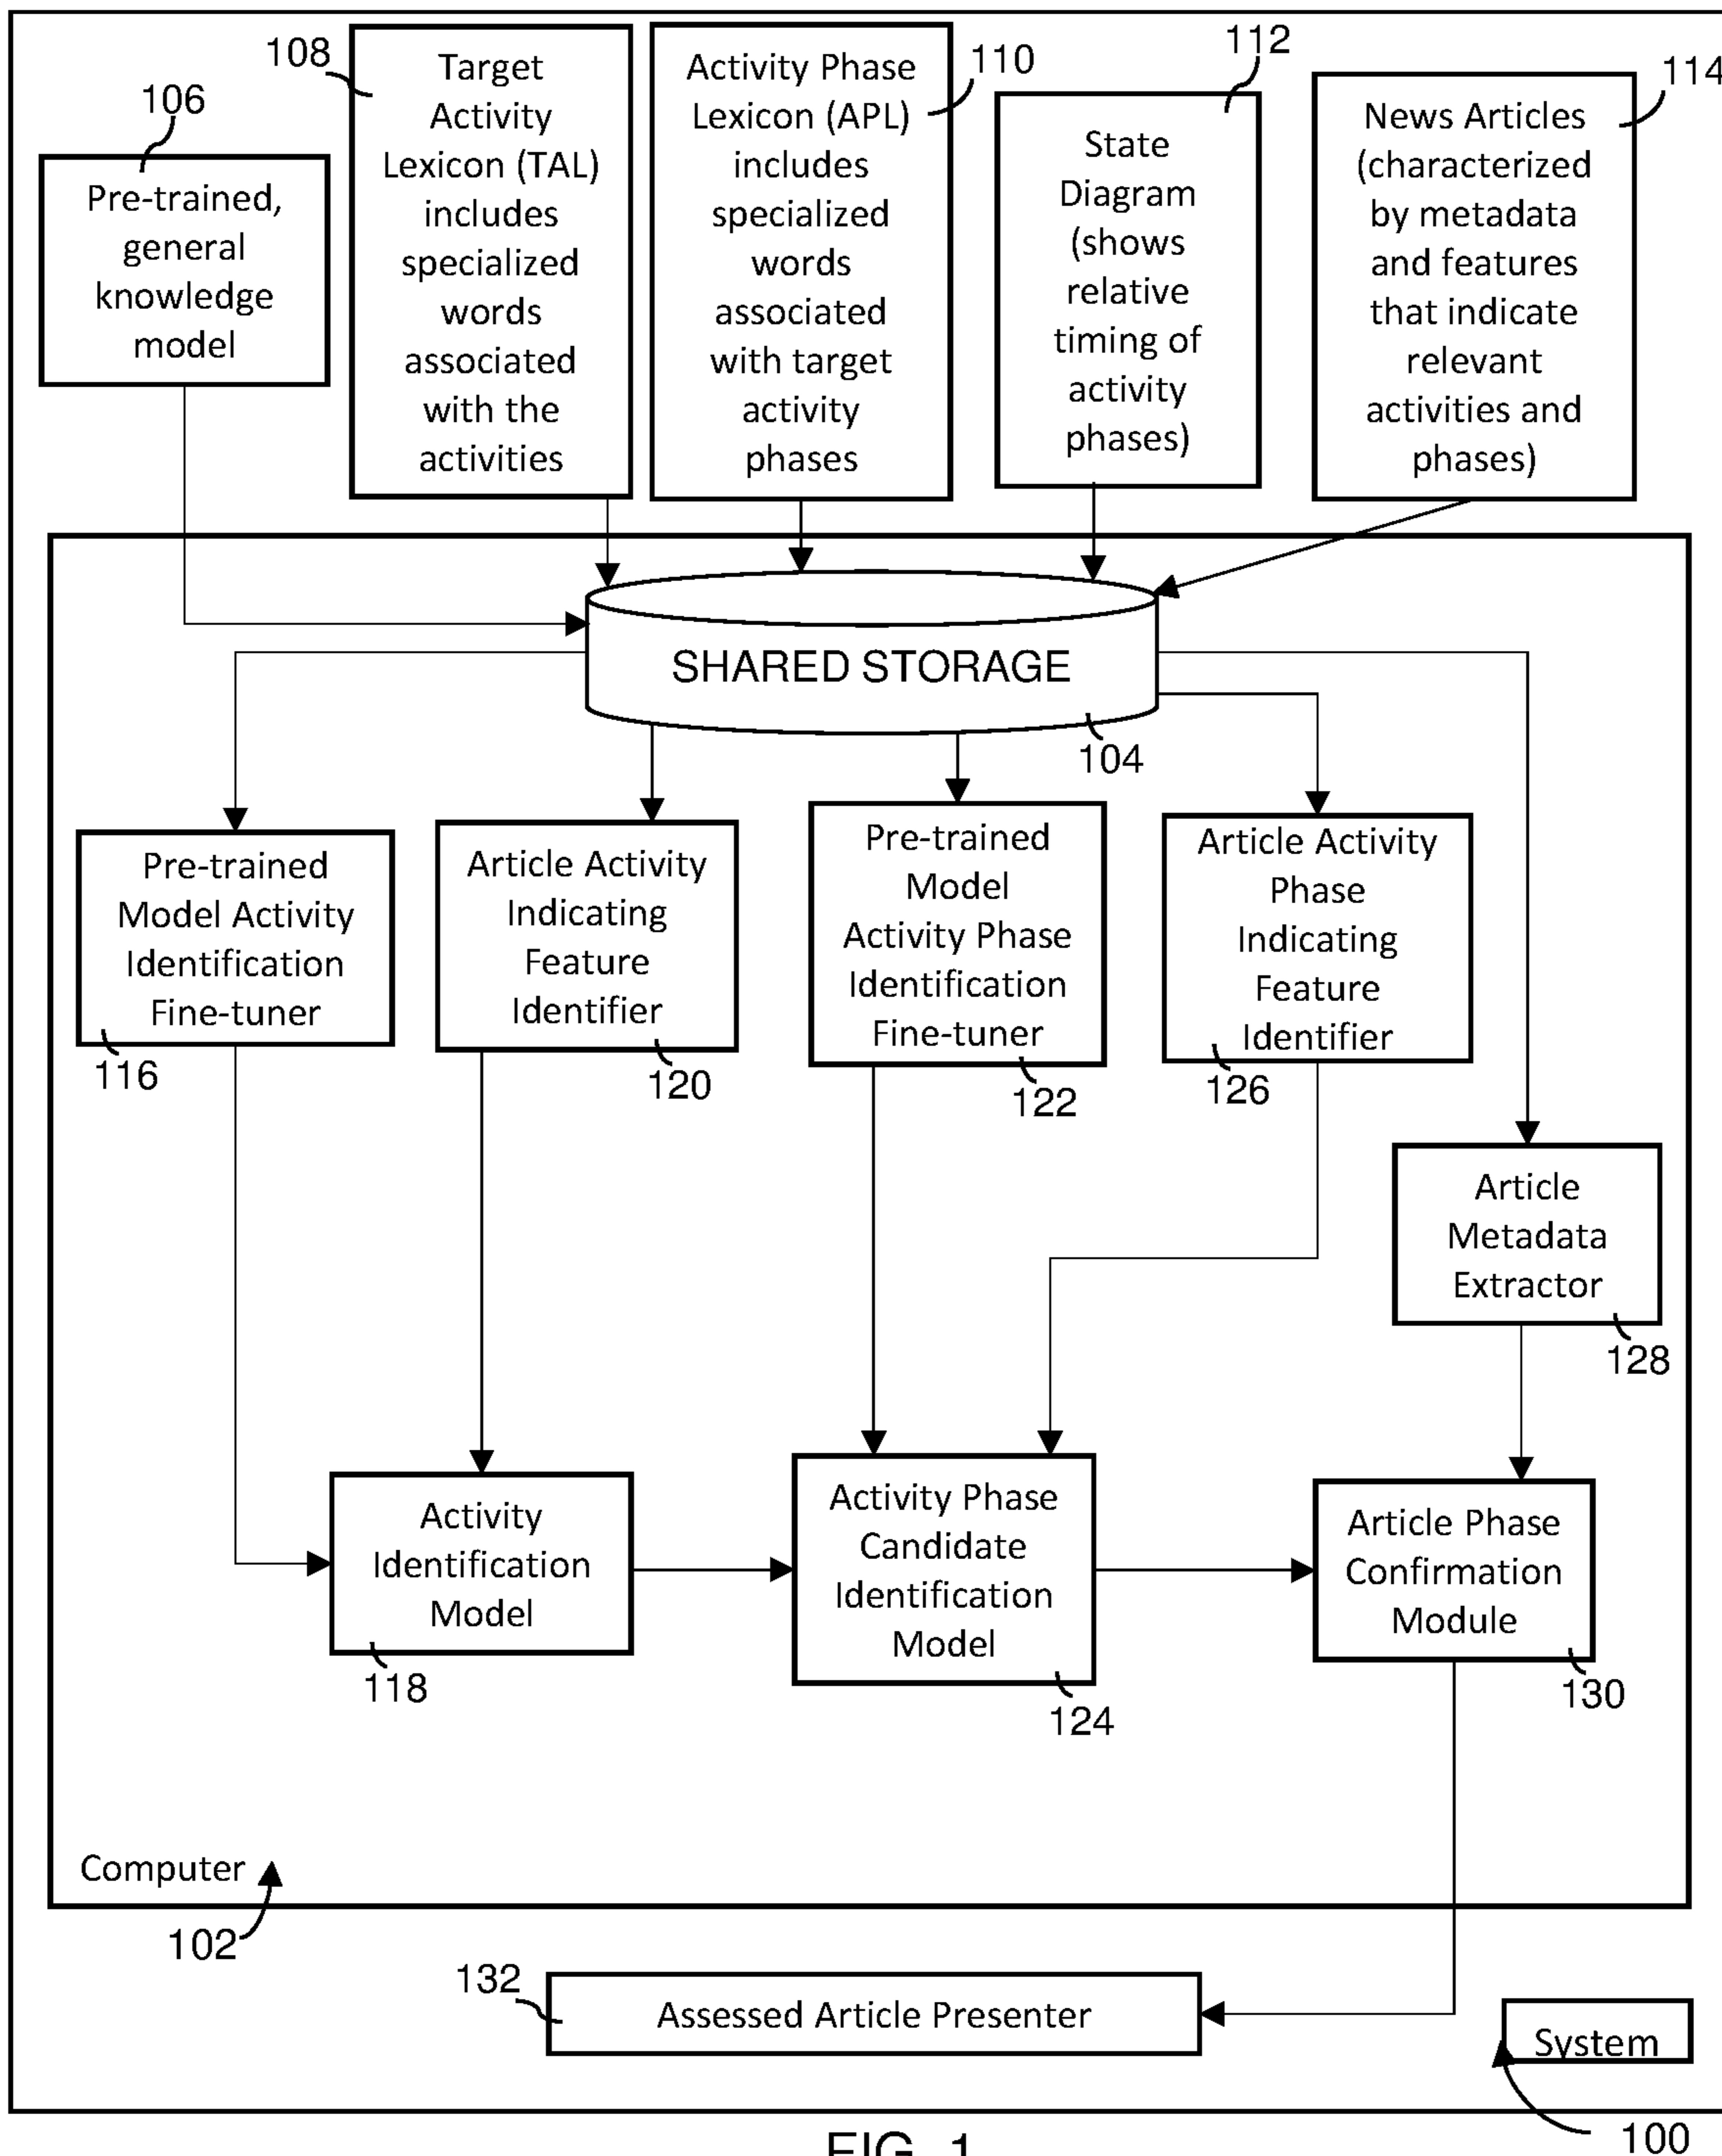 106
Pre-trained,
general
knowledge
model
108
Target
Activity
Lexicon (TAL)
includes
specialized
words
associated
with the
activities
110
Activity Phase
Lexicon (APL)
includes
specialized
words
associated
with target
activity
phases
112
State
Diagram
(shows
relative
timing of
activity
phases)
114
News Articles
(characterized
by metadata
and features
that indicate
relevant
activities and
phases)
SHARED STORAGE
104
Pre-trained
Model Activity
Identification
Fine-tuner
116
Article Activity
Indicating
Feature
Identifier
120
Pre-trained
Model
Activity Phase
Identification
Fine-tuner
122
Article Activity
Phase
Indicating
Feature
Identifier
126
Article
Metadata
Extractor
128
Activity
Identification
Model
118
Activity Phase
Candidate
Identification
Model
124
Article Phase
Confirmation
Module
130
Computer
102
132
Assessed Article Presenter
System
100
FIG. 1